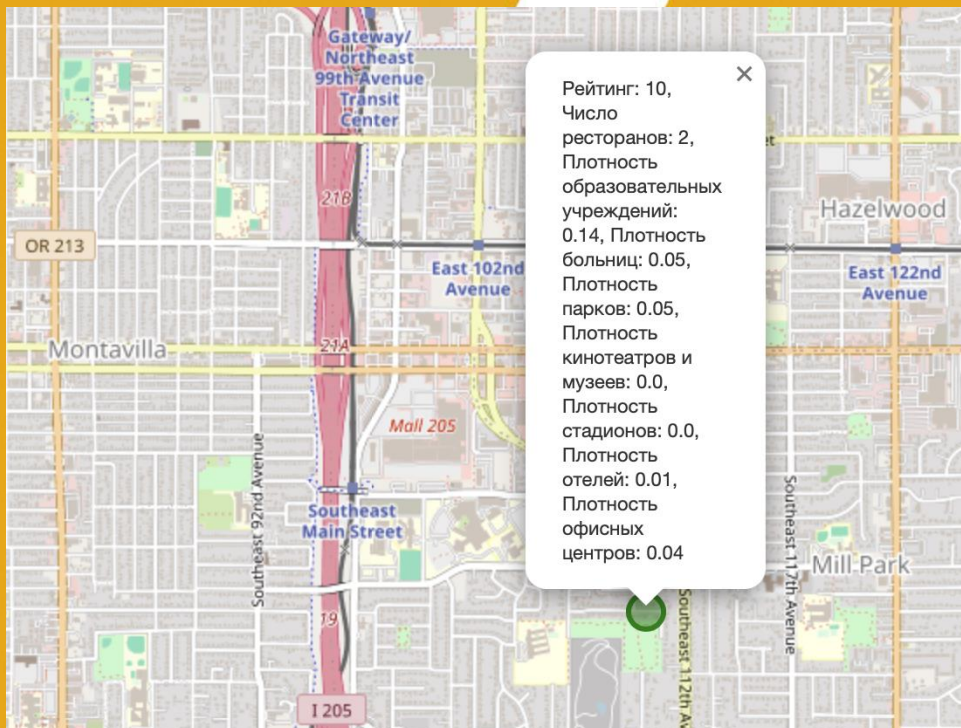 Gateway/
Northeast
99th Avenue
Transit
Center
21B
OR 213
East 102nd
Avenue
Hazelwood
East 122nd
Avenue
Montavilla
21A
Mall 205
Southeast 92nd Avenue
Southeast
Main Street
Southeast 117th Avenue
Mill Park
19
Southeast 112th Av
I 205
Рейтинг: 10,
Число
ресторанов: 2,
Плотность
образовательных
учреждений:
0.14, Плотность
больниц: 0.05,
Плотность
парков: 0.05,
Плотность
кинотеатров и
музеев: 0.0,
Плотность
стадионов: 0.0,
Плотность
отелей: 0.01,
Плотность
офисных
центров: 0.04